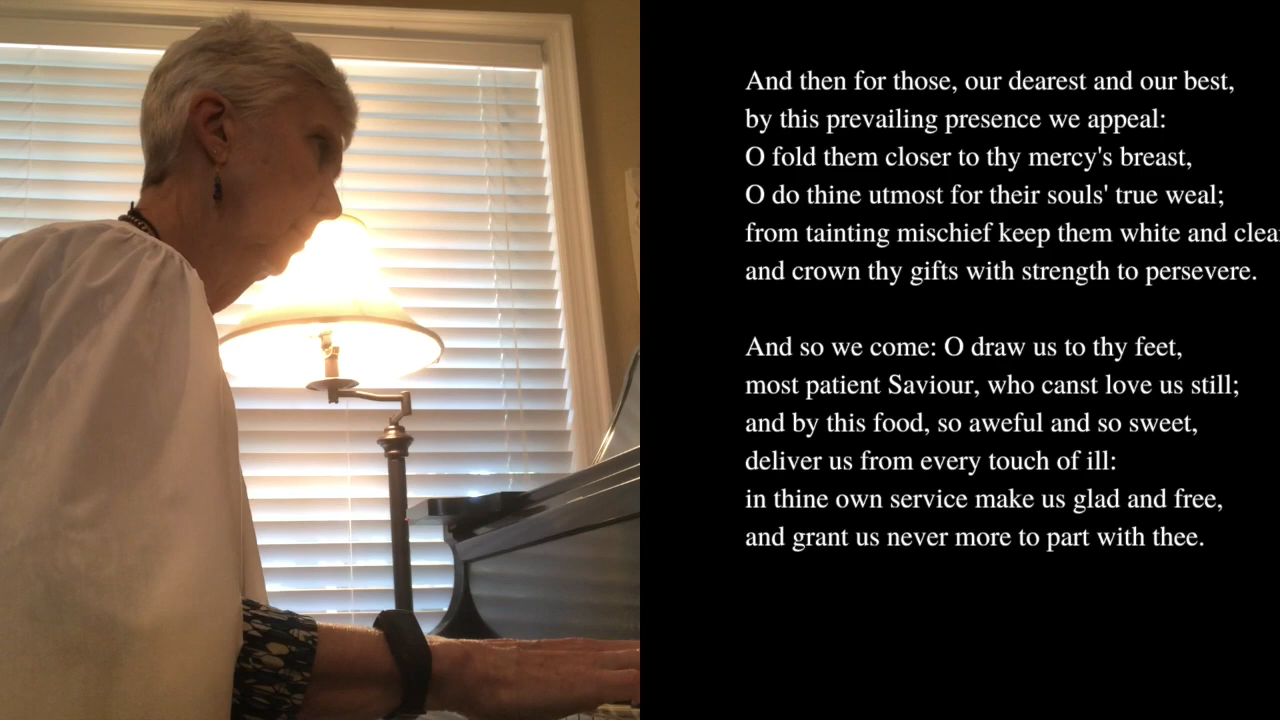 And then for those, our dearest and our best,
by this prevailing presence we appeal:
O fold them closer to thy mercy's breast,
O do thine utmost for their souls' true weal;
from tainting mischief keep them white and
and crown thy gifts with strength to persevere.
And so we come: O draw us to thy feet,
most patient Saviour, who canst love us still;
and by this food, so aweful and so sweet,
deliver us from every touch of ill:
in thine own service make us glad and free,
and grant us never more to part with thee.